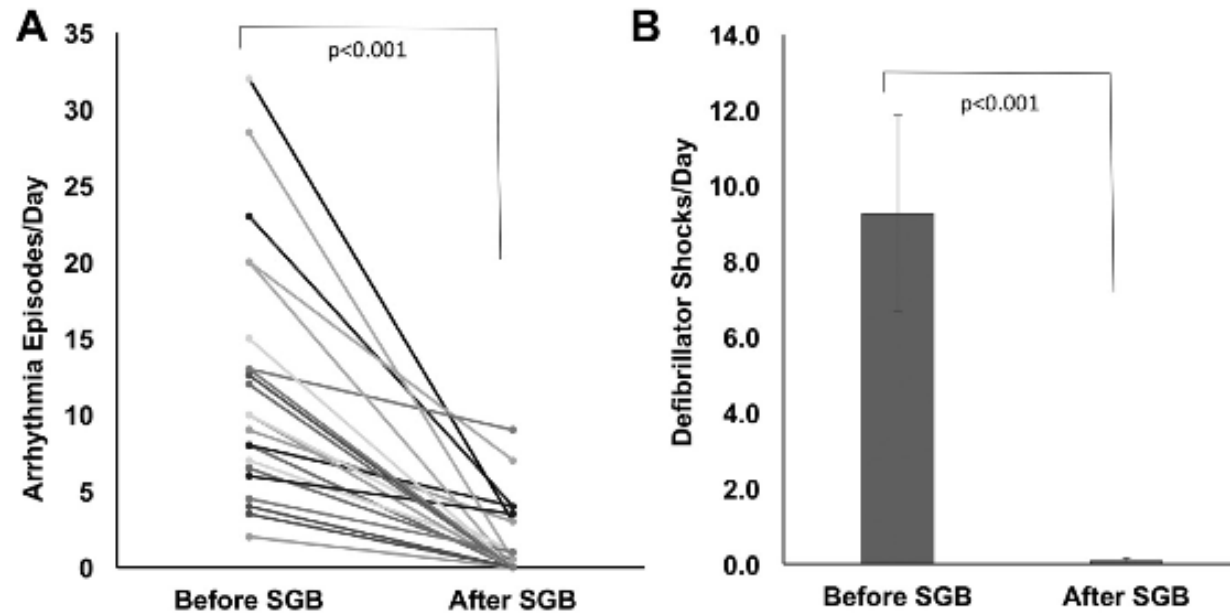 A
35
30
25
20
15
10
5
0
Arrhythmia Episodes/Day
p<0.001
Before SGB
After SGB
B
14.0
12.0
10.0
8.0
6.0
4.0
2.0
0.0
Defibrillator Shocks/Day
p<0.001
Before SGB
After SGB